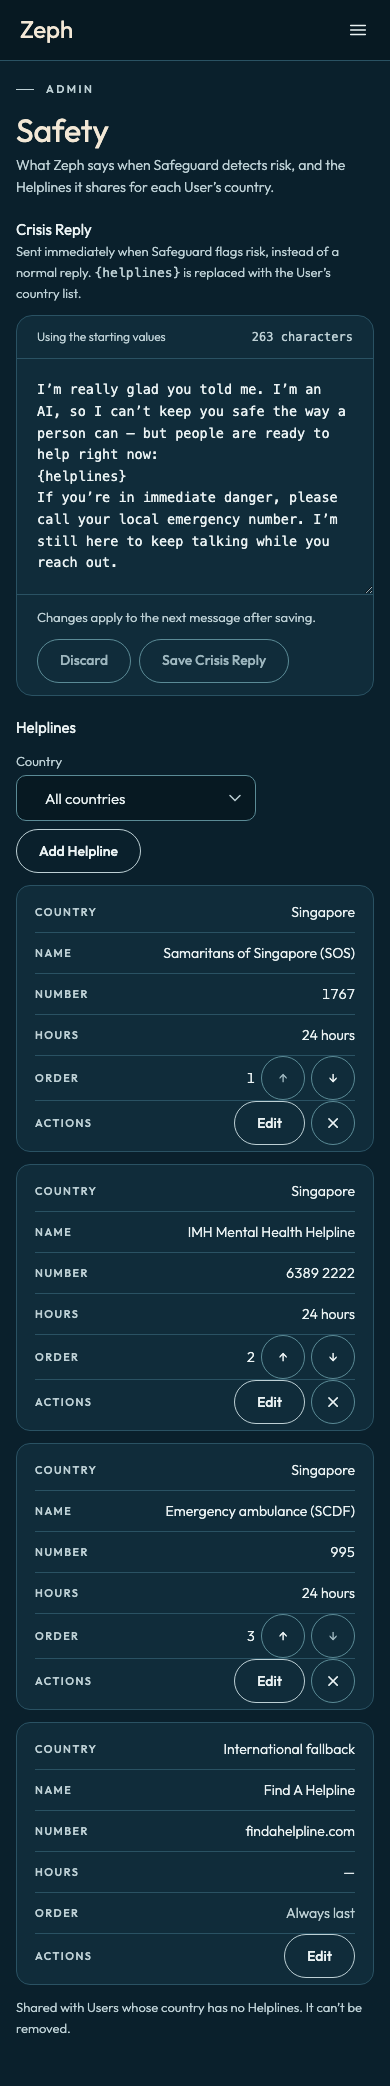 Zeph
ADMIN
Safety
What Zeph says when Safeguard detects risk, and the
Helplines it shares for each User’s country.
Crisis Reply
Sent immediately when Safeguard flags risk, instead of a
normal reply. {helplines} is replaced with the User’s
country list.
Using the starting values 263 characters
I’m really glad you told me. I’m an
AI, so I can’t keep you safe the way a
person can — but people are ready to
help right now:
{helplines}
If you’re in immediate danger, please
call your local emergency number. I’m
still here to keep talking while you
reach out.
Changes apply to the next message after saving.
Discard Save Crisis Reply
Helplines
Country
All countries
Add Helpline
COUNTRY Singapore
NAME Samaritans of Singapore (SOS)
NUMBER 1767
HOURS 24 hours
ORDER 1 ↑ ↓
ACTIONS Edit ✕
COUNTRY Singapore
NAME IMH Mental Health Helpline
NUMBER 6389 2222
HOURS 24 hours
ORDER 2 ↑ ↓
ACTIONS Edit ✕
COUNTRY Singapore
NAME Emergency ambulance (SCDF)
NUMBER 995
HOURS 24 hours
ORDER 3 ↑ ↓
ACTIONS Edit ✕
COUNTRY International fallback
NAME Find A Helpline
NUMBER findahelpline.com
HOURS —
ORDER Always last
ACTIONS Edit
Shared with Users whose country has no Helplines. It can’t be
removed.